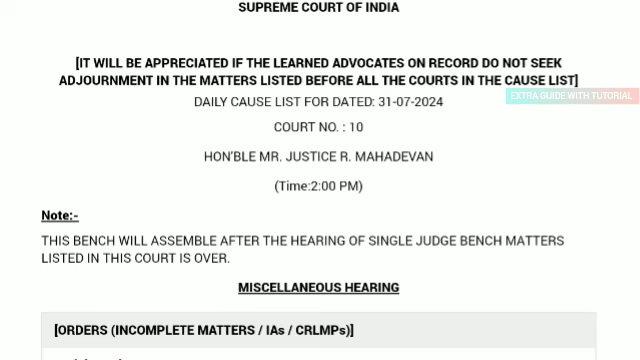 SUPREME COURT OF INDIA
[IT WILL BE APPRECIATED IF THE LEARNED ADVOCATES ON RECORD DO NOT SEEK
ADJOURNMENT IN THE MATTERS LISTED BEFORE ALL THE COURTS IN THE CAUSE LIST]
EXTRA GUIDE WITH TUTORIAL
DAILY CAUSE LIST FOR DATED: 31-07-2024
COURT NO. : 10
HON'BLE MR. JUSTICE R. MAHADEVAN
(Time:2:00 PM)
Note:-
THIS BENCH WILL ASSEMBLE AFTER THE HEARING OF SINGLE JUDGE BENCH MATTERS
LISTED IN THIS COURT IS OVER.
MISCELLANEOUS HEARING
[ORDERS (INCOMPLETE MATTERS / IAs / CRLMPs)]